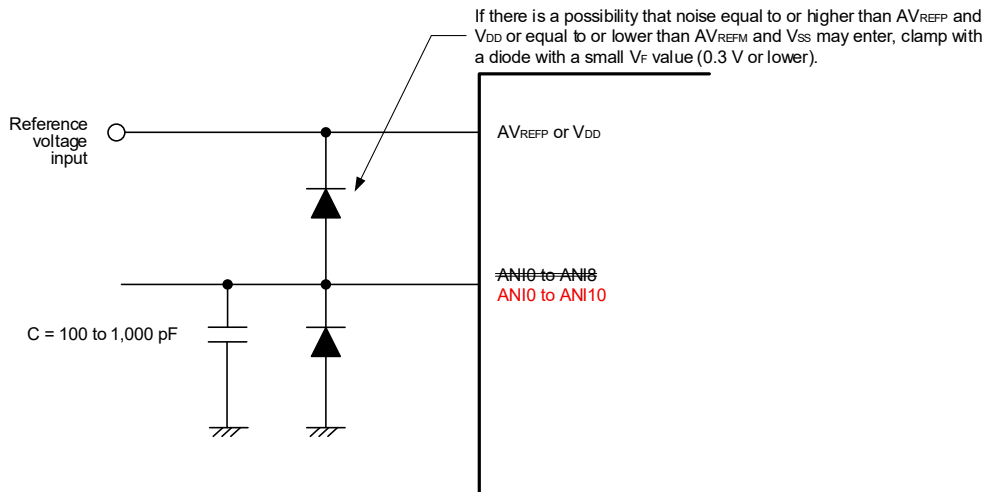 If there is a possibility that noise equal to or higher than AVREFP and
VDD or equal to or lower than AVREFM and VSS may enter, clamp with
a diode with a small VF value (0.3 V or lower).
Reference
voltage
input
AVREFP or VDD
ANI0 to ANI8
ANI0 to ANI10
C = 100 to 1,000 pF